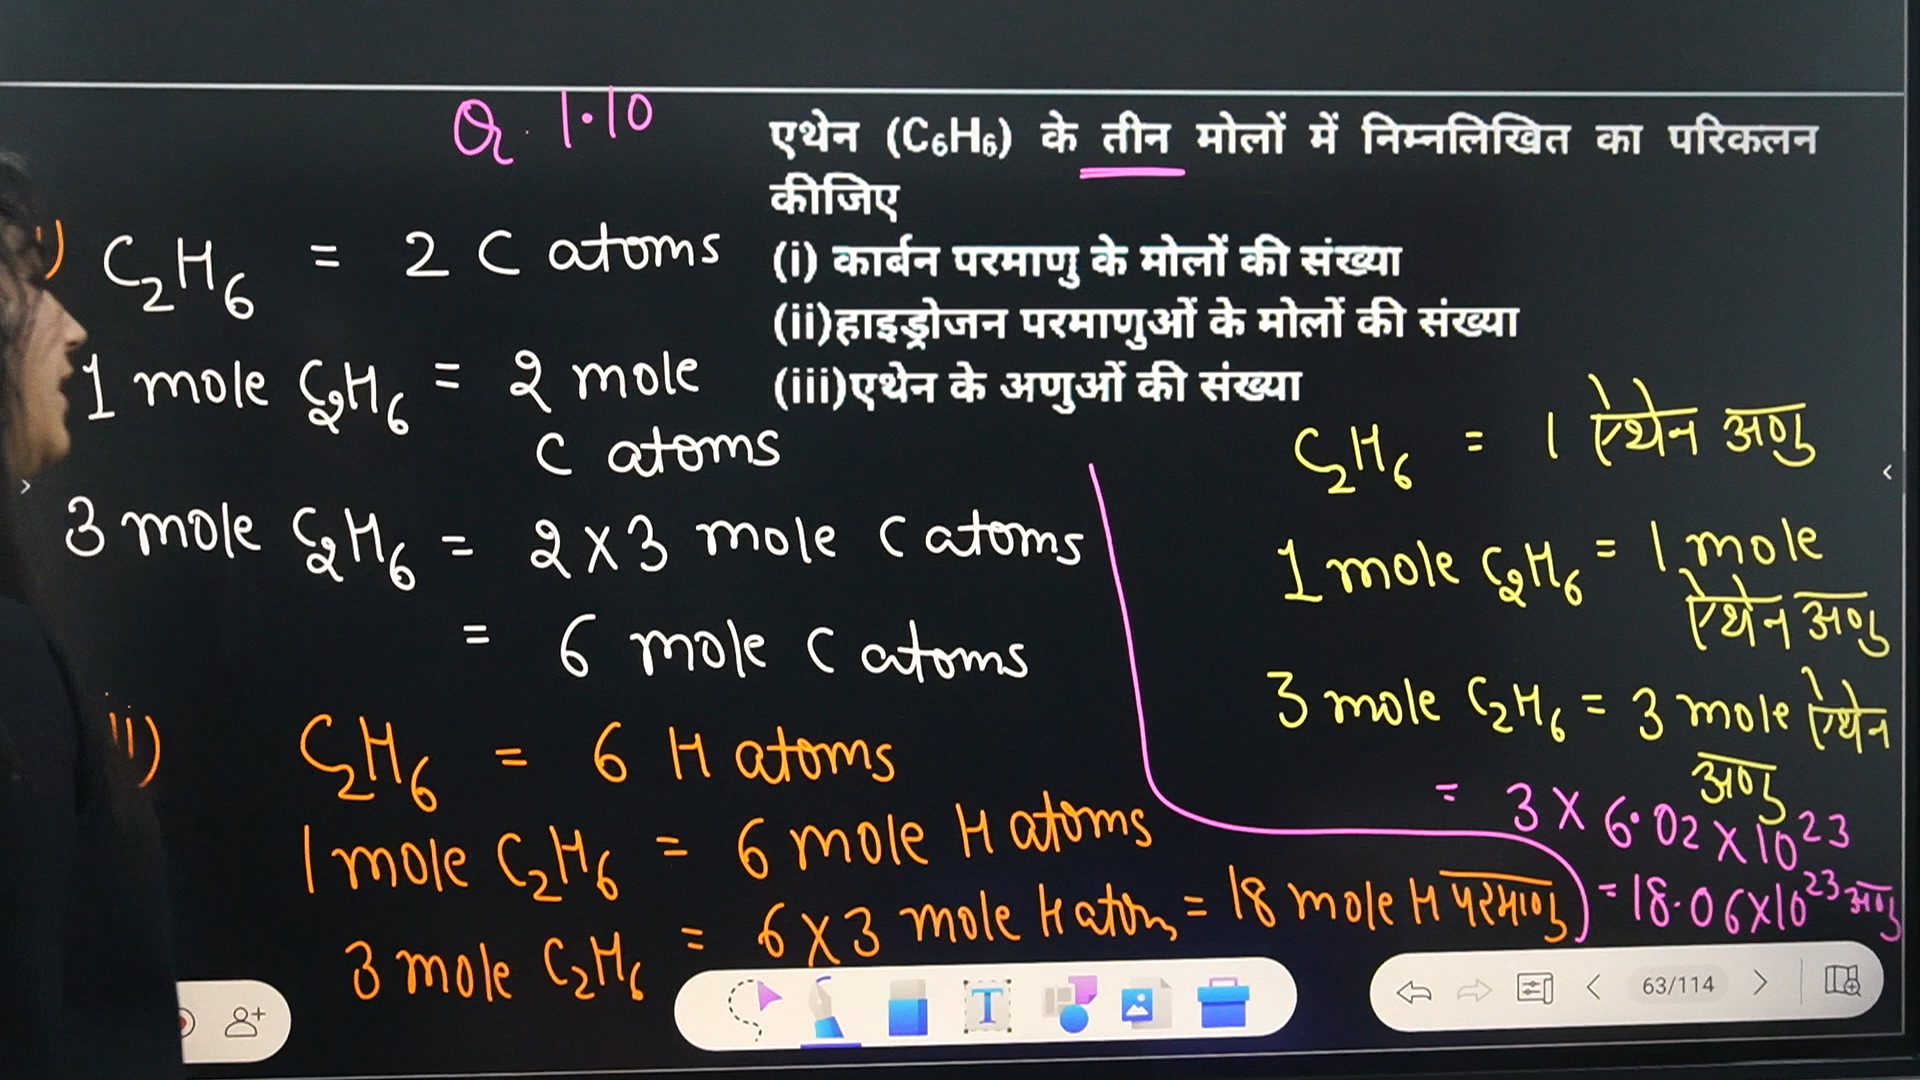 Q. 1.10
एथेन (C₆H₆) के तीन मोलों में निम्नलिखित का परिकलन
कीजिए
(i) कार्बन परमाणु के मोलों की संख्या
(ii)हाइड्रोजन परमाणुओं के मोलों की संख्या
(iii)एथेन के अणुओं की संख्या
i) C₂H₆ = 2 C atoms
1 mole C₂H₆ = 2 mole
C atoms
3 mole C₂H₆ = 2 X 3 mole C atoms
= 6 mole C atoms
ii) C₂H₆ = 6 H atoms
1 mole C₂H₆ = 6 mole H atoms
3 mole C₂H₆ = 6 X 3 mole H atom = 18 mole H परमाणु
C₂H₆ = 1 ऐथेन अणु
1 mole C₂H₆ = 1 mole
ऐथेन अणु
3 mole C₂H₆ = 3 mole ऐथेन
अणु
= 3 X 6.02 X 10²³
= 18.06 X 10²³ अणु
T
63/114